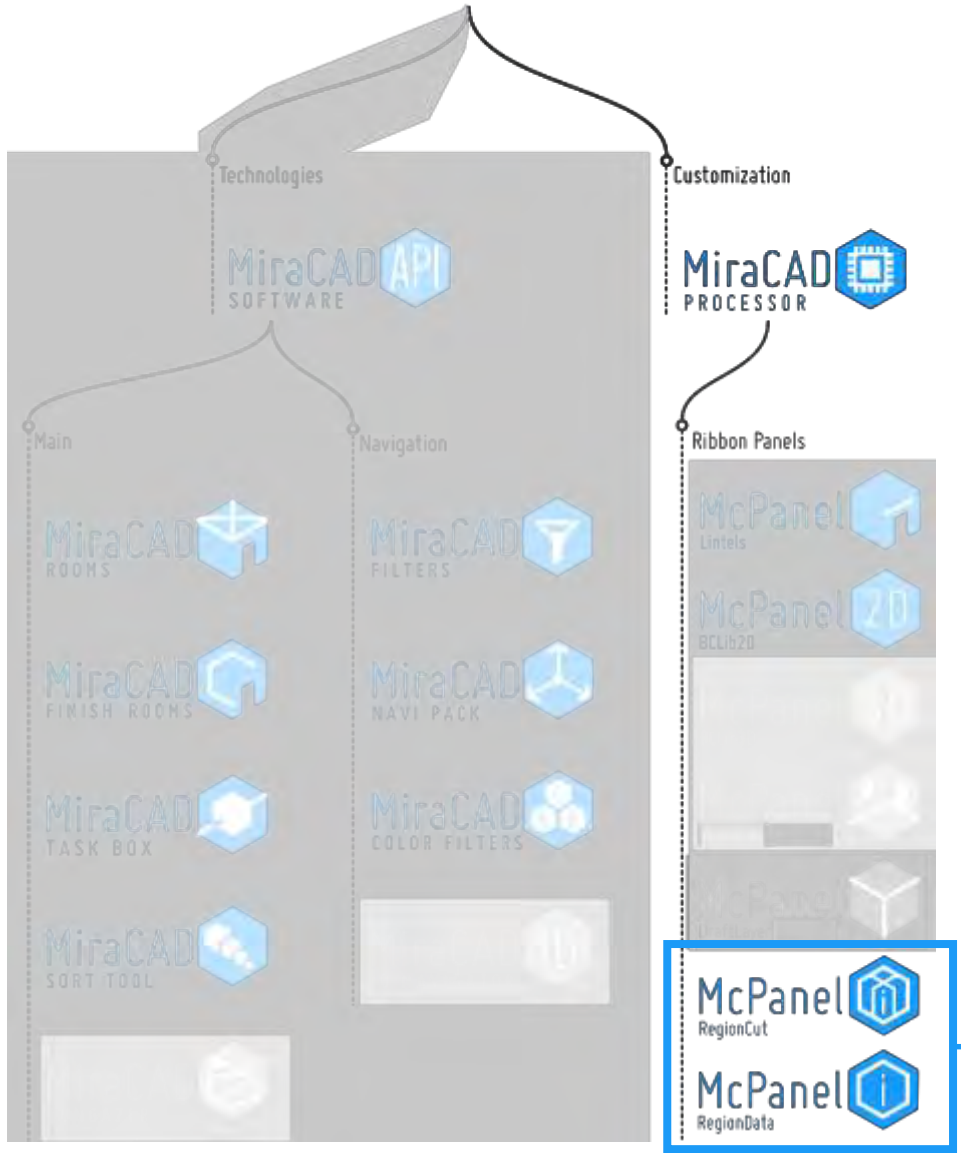 Technologies
Customization
MiraCAD API
SOFTWARE
MiraCAD
PROCESSOR
Main
Navigation
Ribbon Panels
MiraCAD
ROOMS
MiraCAD
FILTERS
McPanel
Lintels
MiraCAD
FINISH ROOMS
MiraCAD
NAVI PACK
McPanel 2D
BCLib2D
MiraCAD
TASK BOX
MiraCAD
COLOR FILTERS
MiraCAD
SORT TOOL
McPanel
McPanel i
RegionCut
McPanel i
RegionData